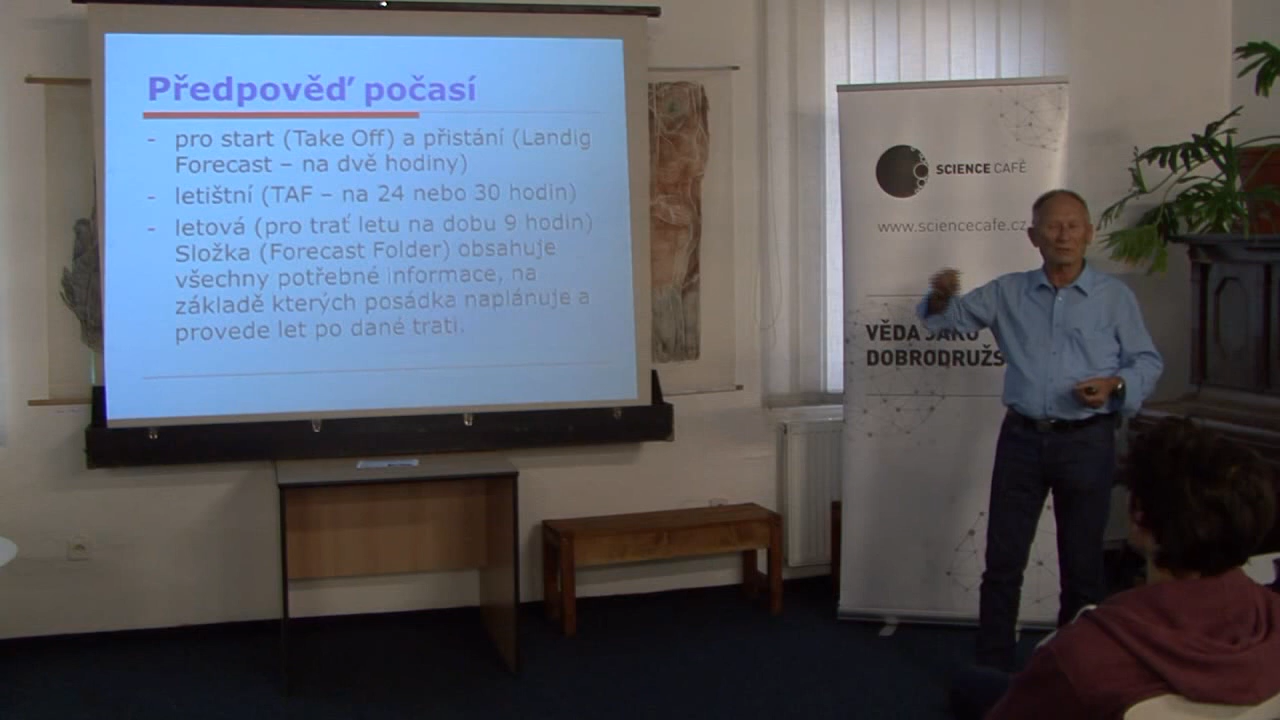 Předpověď počasí
- pro start (Take Off) a přistání (Landig
Forecast – na dvě hodiny)
- letištní (TAF – na 24 nebo 30 hodin)
- letová (pro trať letu na dobu 9 hodin)
Složka (Forecast Folder) obsahuje
všechny potřebné informace, na
základě kterých posádka naplánuje a
provede let po dané trati.
SCIENCE CAFÉ
www.sciencecafe.cz
VĚDA JAKO
DOBRODRUŽS